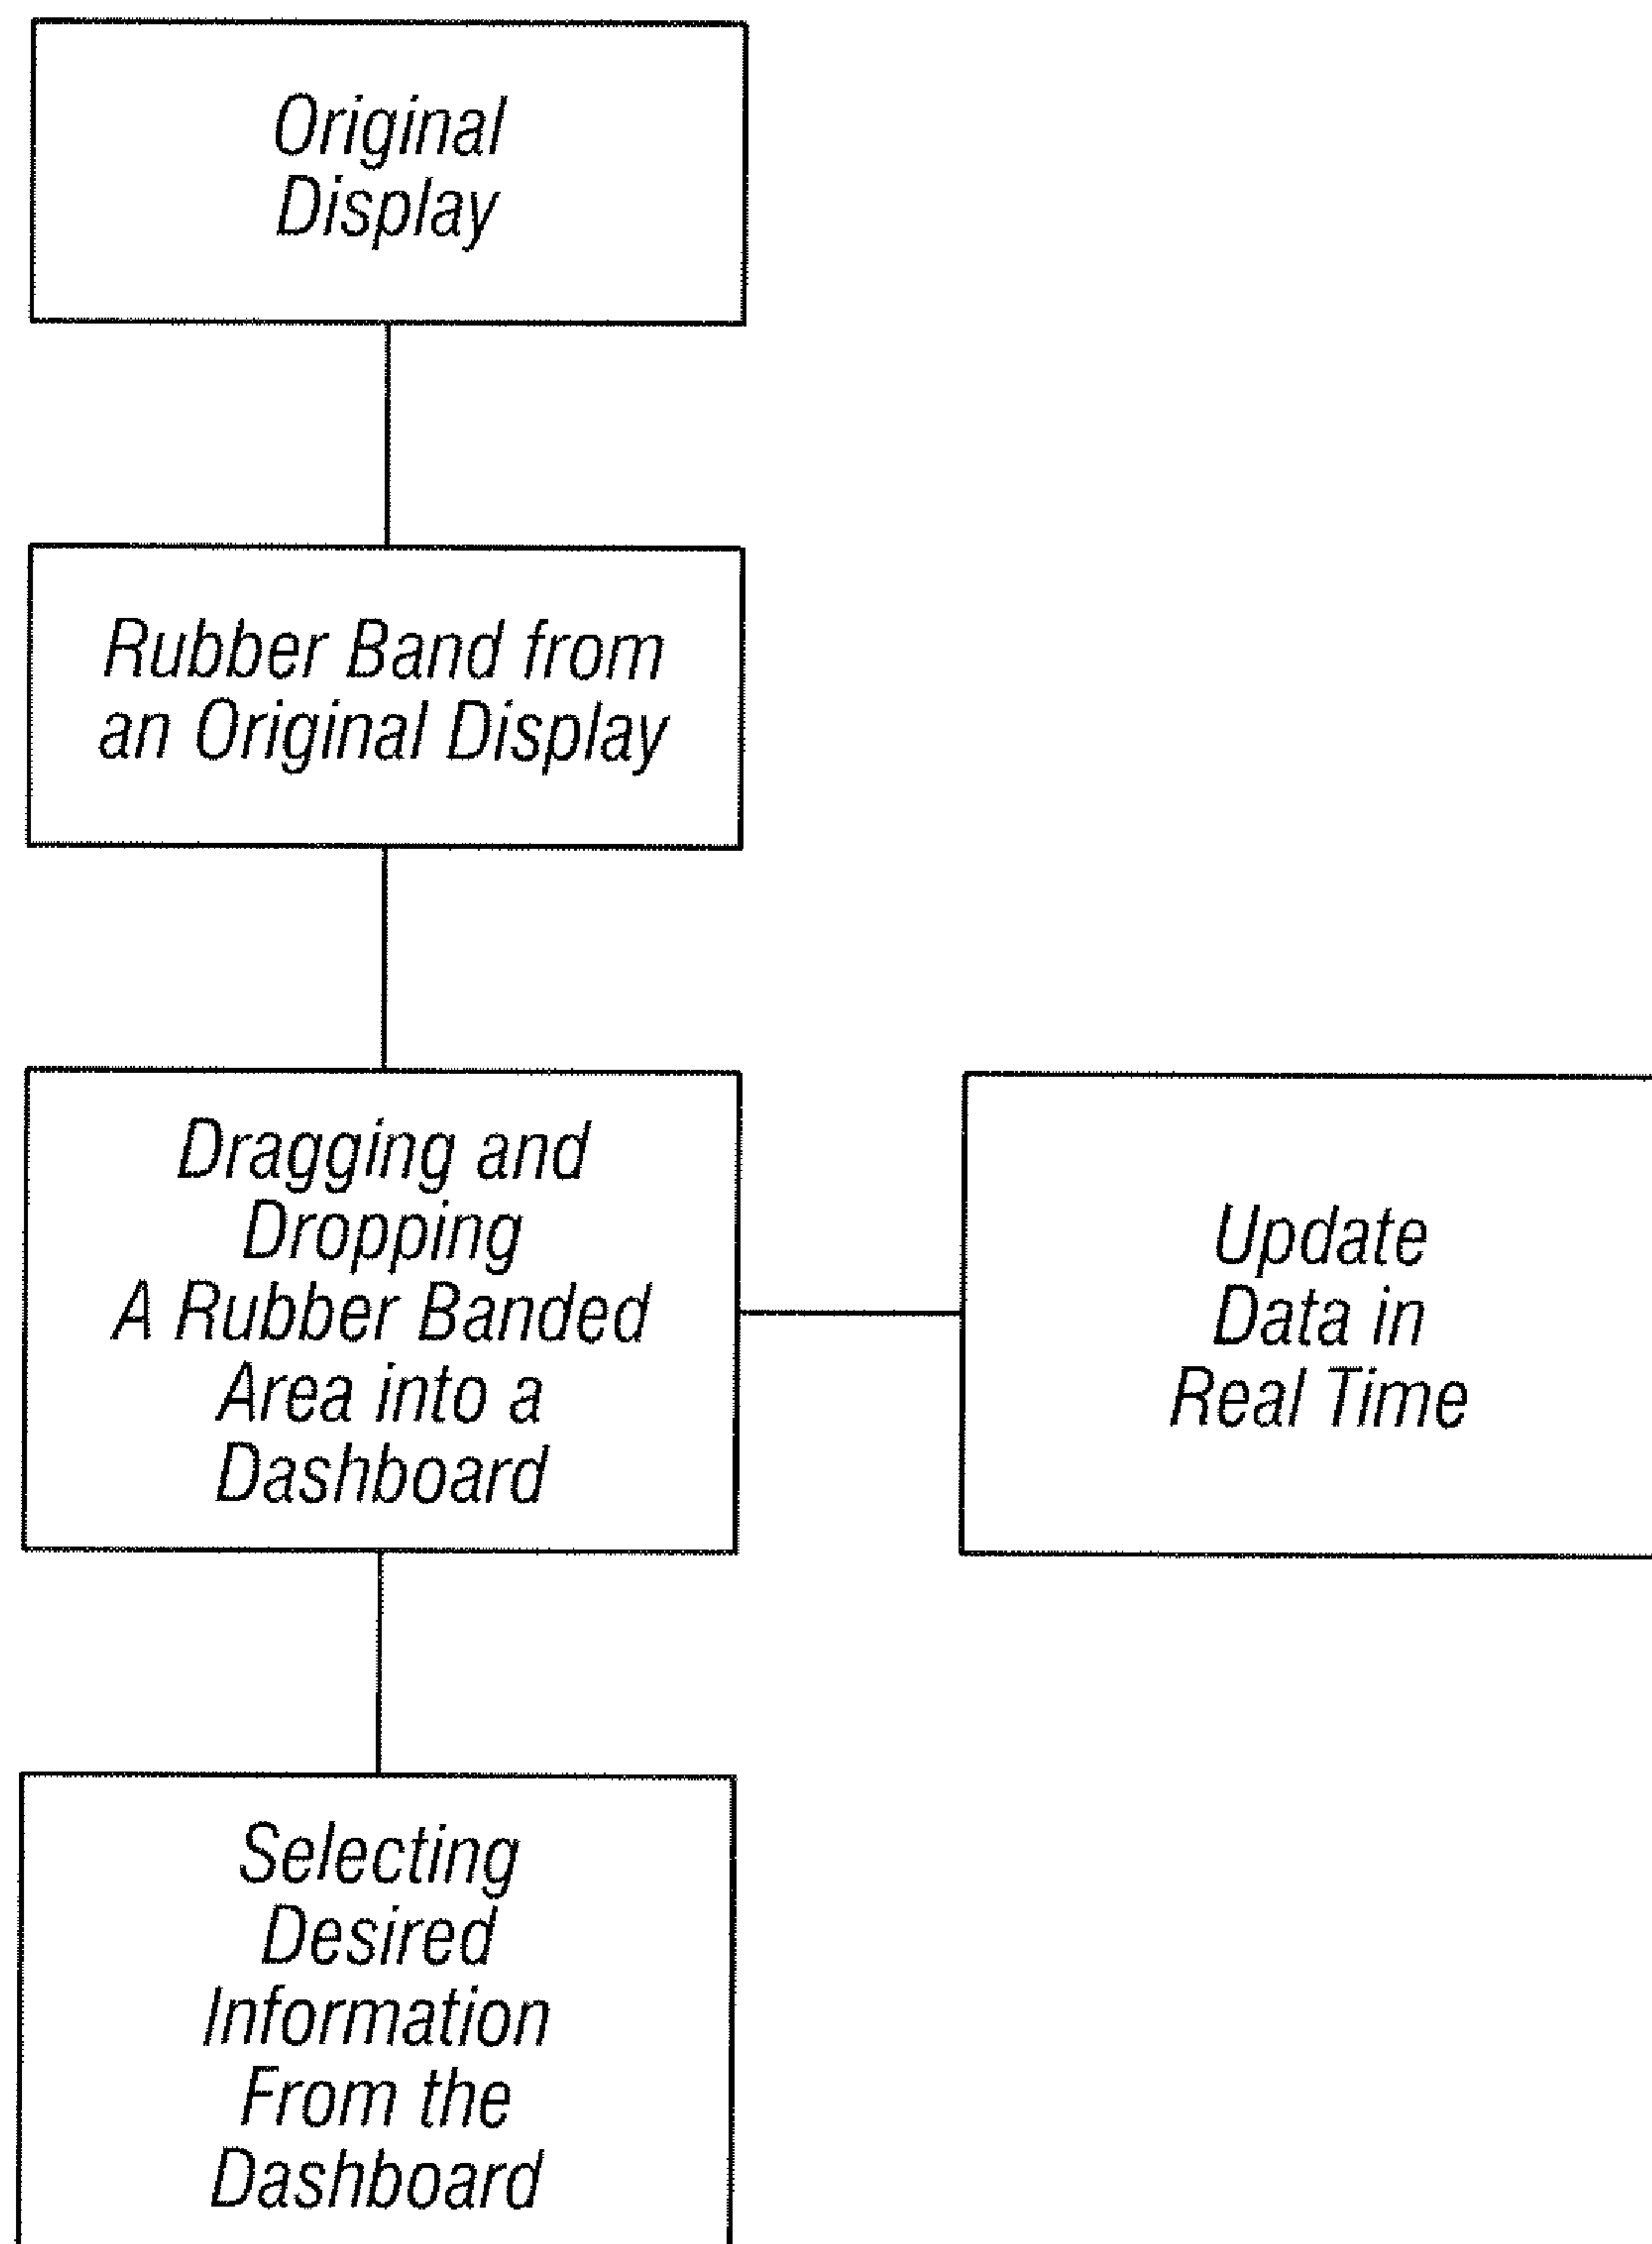 Original
Display
Rubber Band from
an Original Display
Dragging and
Dropping
A Rubber Banded
Area into a
Dashboard
Update
Data in
Real Time
Selecting
Desired
Information
From the
Dashboard